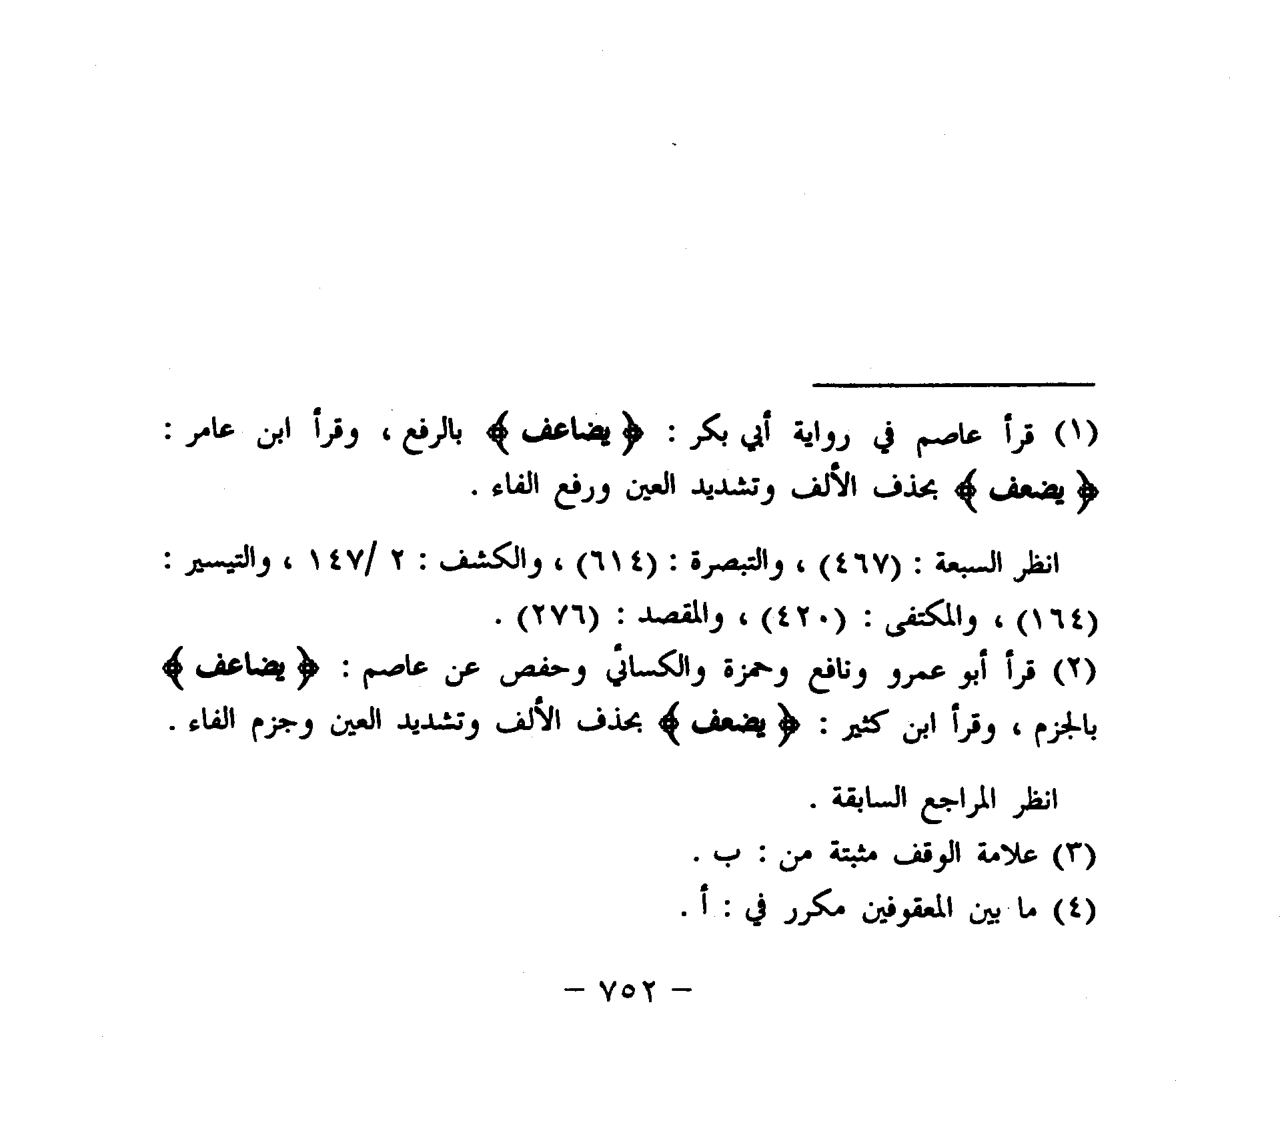 (١) قرأ عاصم في رواية أبي بكر : ﴿ يضاعف ﴾ بالرفع ، وقرأ ابن عامر :
﴿ يضعف ﴾ بحذف الألف وتشديد العين ورفع الفاء .
انظر السبعة : (٤٦٧) ، والتبصرة : (٦١٤) ، والكشف : ٢ /١٤٧ ، والتيسير :
(١٦٤) ، والمكتفى : (٤٢٠) ، والمقصد : (٢٧٦) .
(٢) قرأ أبو عمرو ونافع وحمزة والكسائي وحفص عن عاصم : ﴿ يضاعف ﴾
بالجزم ، وقرأ ابن كثير : ﴿ يضعف ﴾ بحذف الألف وتشديد العين وجزم الفاء .
انظر المراجع السابقة .
(٣) علامة الوقف مثبتة من : ب .
(٤) ما بين المعقوفين مكرر في : أ .
– ٧٥٢ –